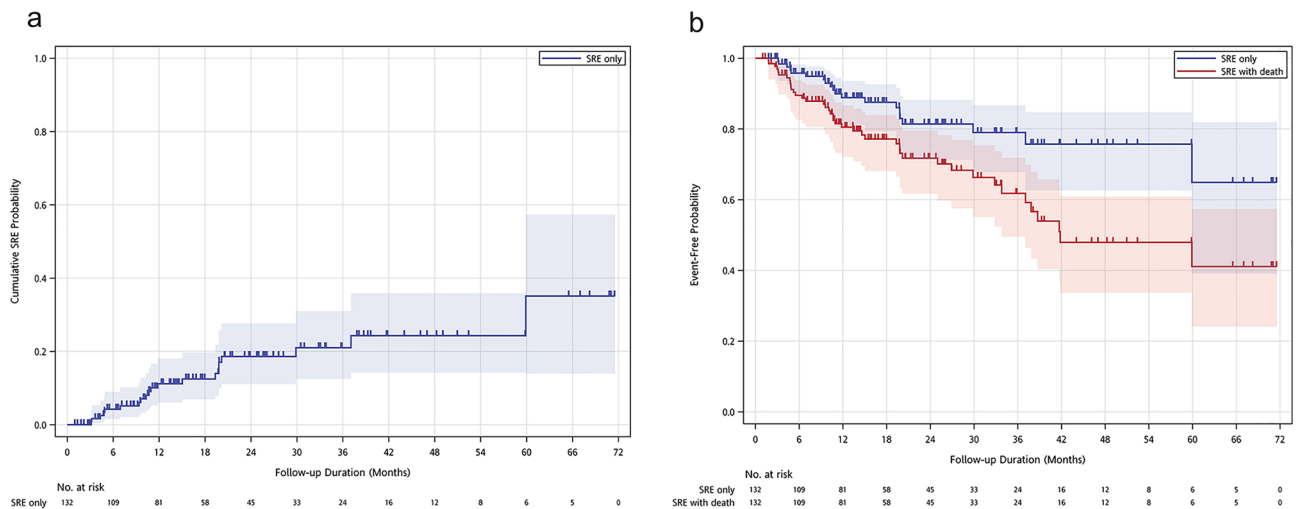 a
1.0
0.8
0.6
0.4
0.2
0.0
Cumulative SRE Probability
SRE only
0 6 12 18 24 30 36 42 48 54 60 66 72
Follow-up Duration (Months)
No. at risk
SRE only 132 109 81 58 45 33 24 16 12 8 6 5 0
b
1.0
0.8
0.6
0.4
0.2
0.0
Event-Free Probability
SRE only
SRE with death
0 6 12 18 24 30 36 42 48 54 60 66 72
Follow-up Duration (Months)
No. at risk
SRE only 132 109 81 58 45 33 24 16 12 8 6 5 0
SRE with death 132 109 81 58 45 33 24 16 12 8 6 5 0